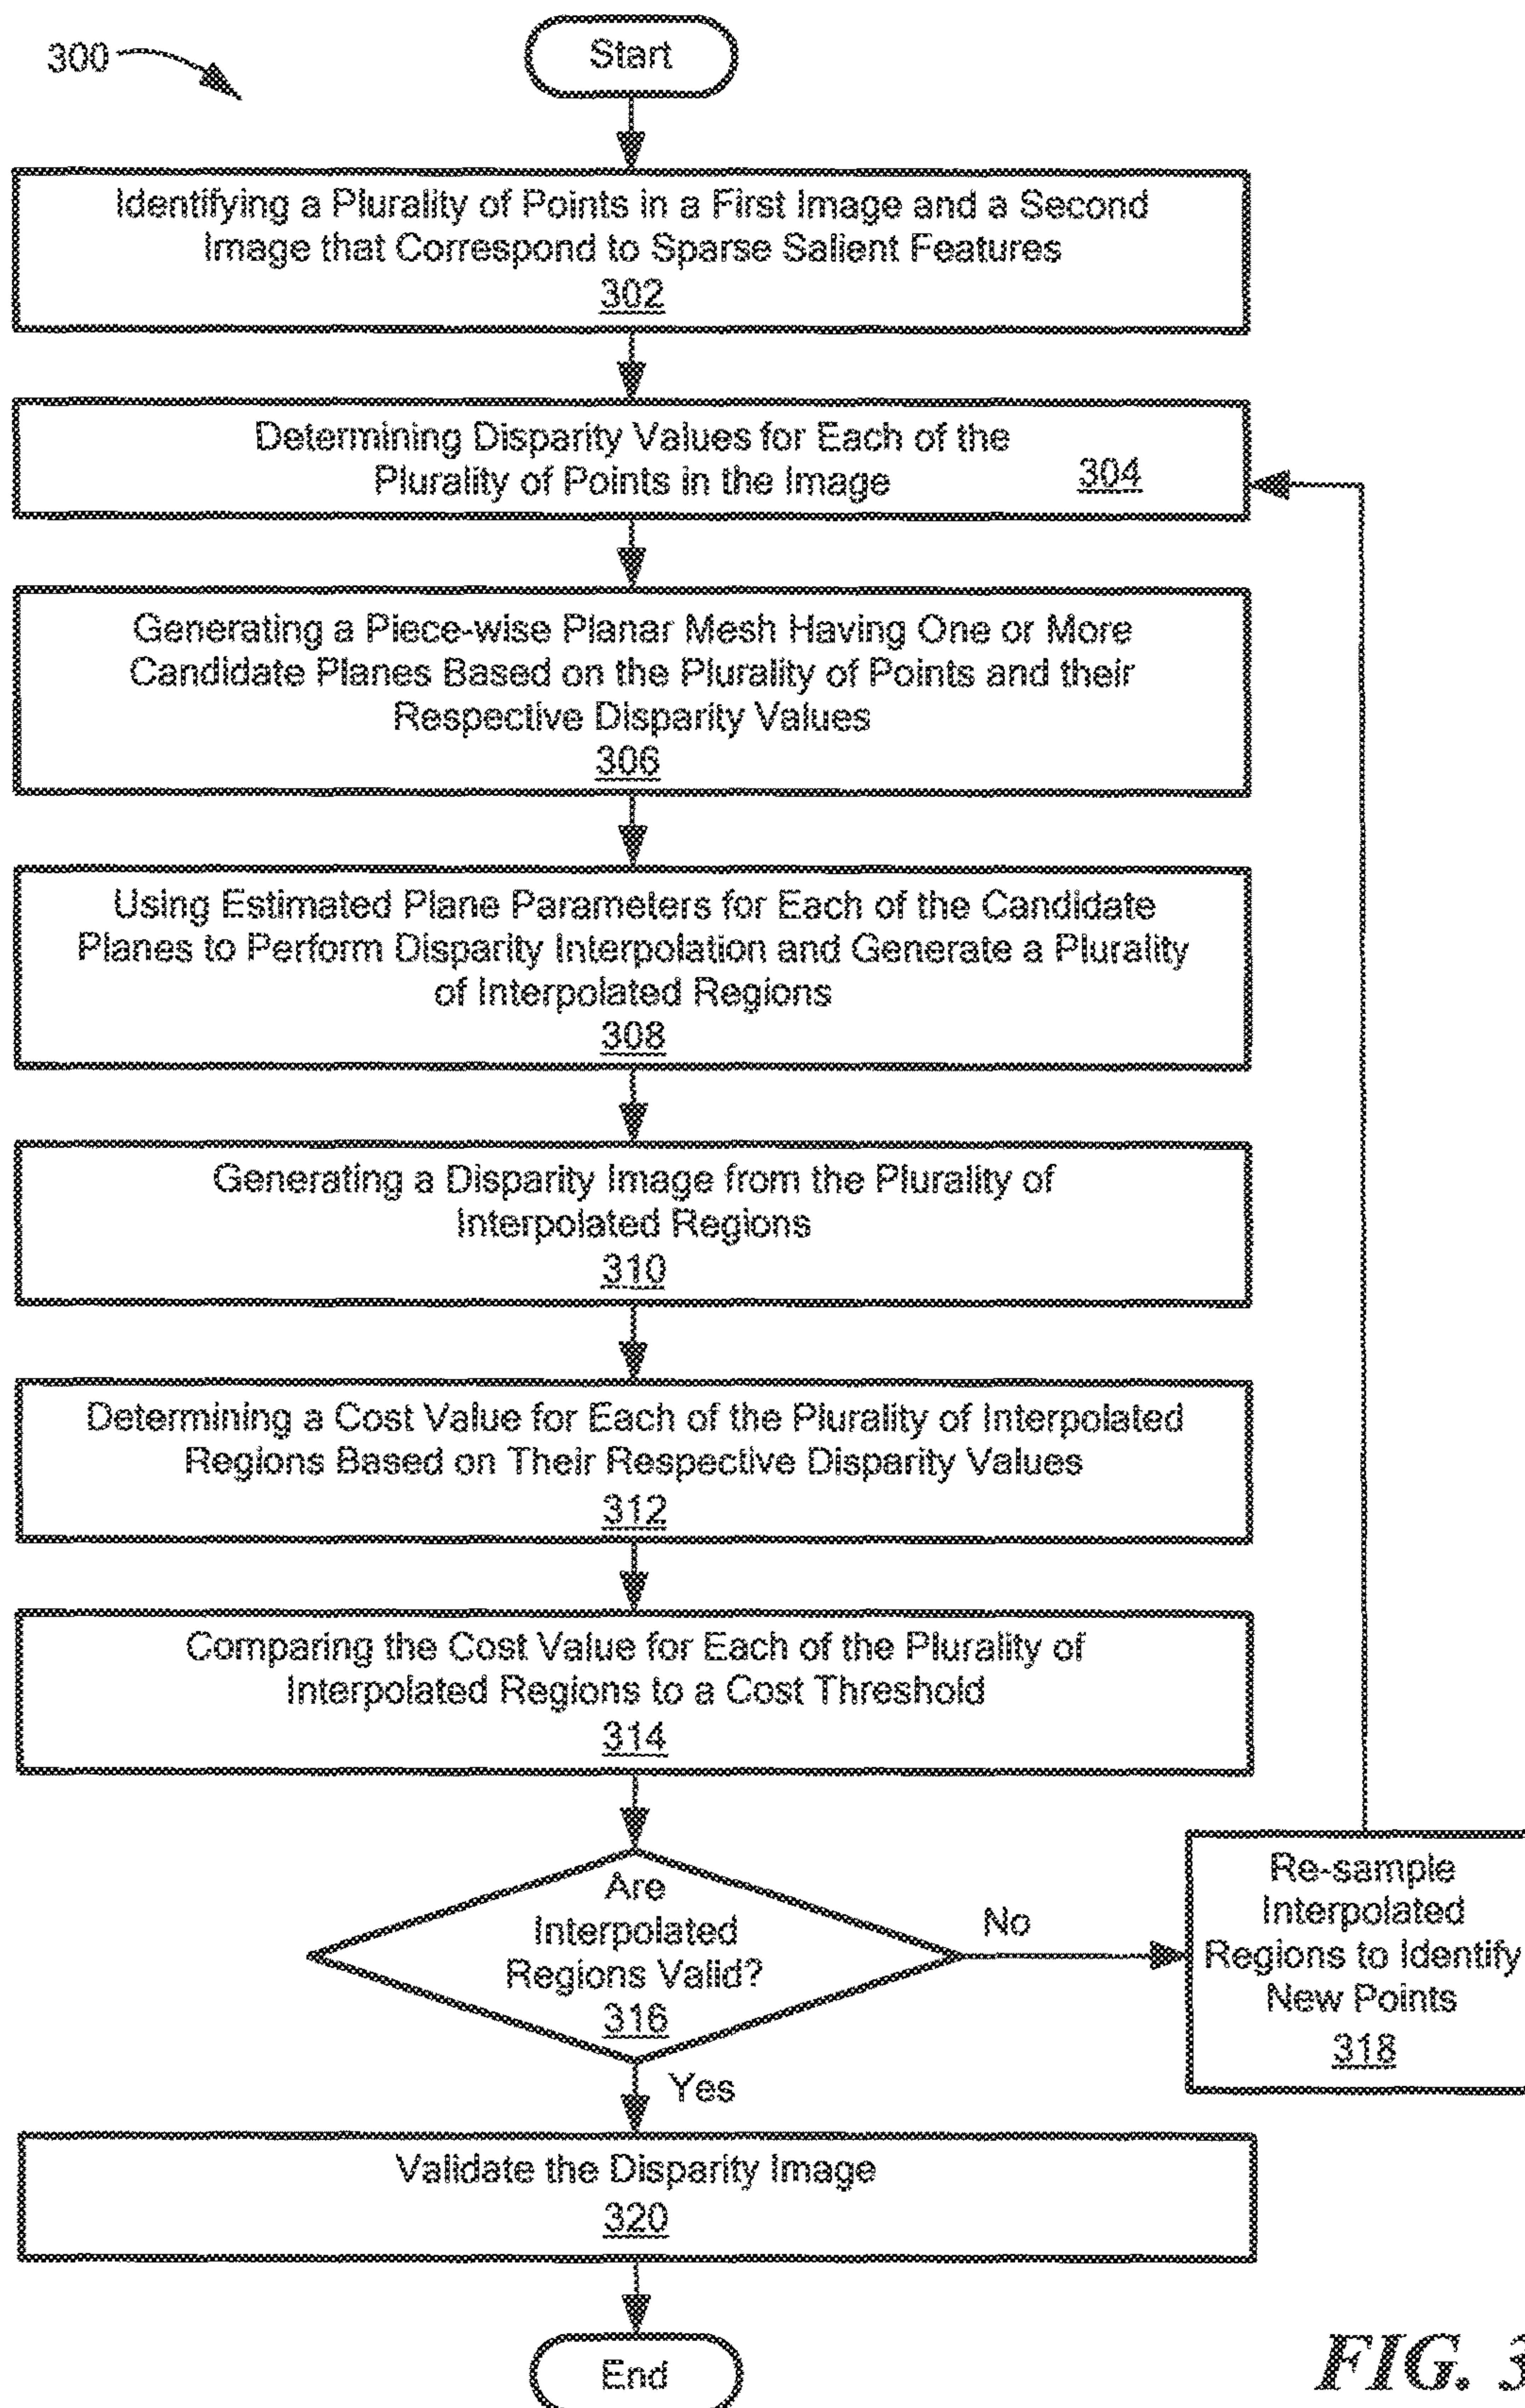 300
Start
Identifying a Plurality of Points in a First Image and a Second
Image that Correspond to Sparse Salient Features
302
Determining Disparity Values for Each of the
Plurality of Points in the Image
304
Generating a Piece-wise Planar Mesh Having One or More
Candidate Planes Based on the Plurality of Points and their
Respective Disparity Values
306
Using Estimated Plane Parameters for Each of the Candidate
Planes to Perform Disparity Interpolation and Generate a Plurality
of Interpolated Regions
308
Generating a Disparity Image from the Plurality of
Interpolated Regions
310
Determining a Cost Value for Each of the Plurality of Interpolated
Regions Based on Their Respective Disparity Values
312
Comparing the Cost Value for Each of the Plurality of
Interpolated Regions to a Cost Threshold
314
Are
Interpolated
Regions Valid?
316
No
Re-sample
Interpolated
Regions to Identify
New Points
318
Yes
Validate the Disparity Image
320
End
FIG. 3